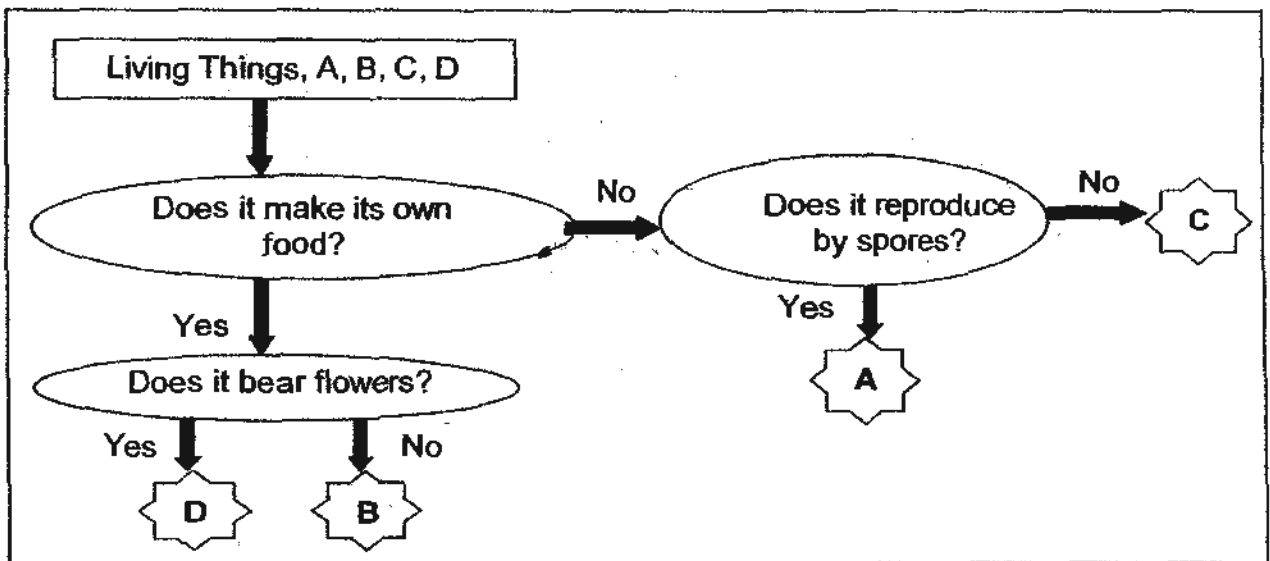 Living Things, A, B, C, D
Does it make its own
food?
No
Does it reproduce
by spores?
No
C
Yes
A
Yes
Does it bear flowers?
Yes
No
D
B